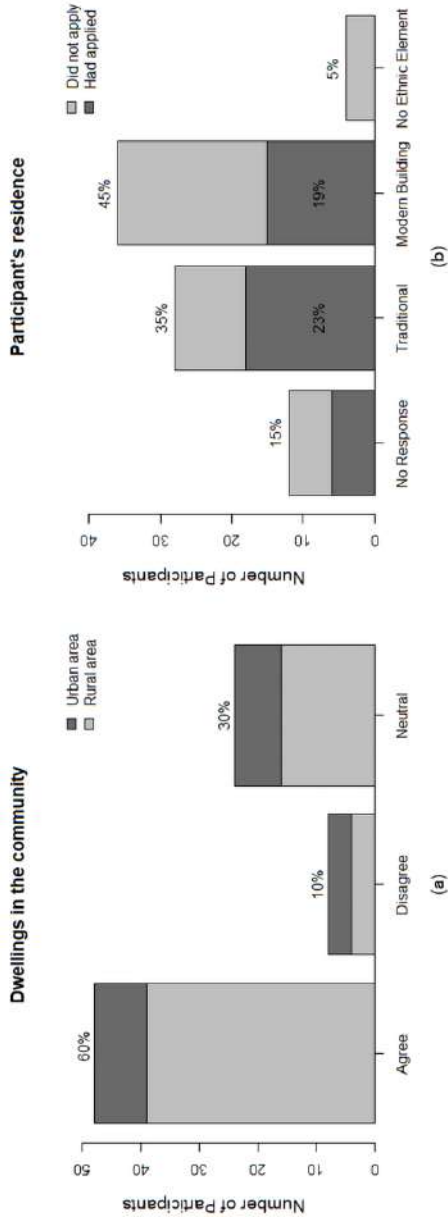 Dwellings in the community
Urban area
Rural area
Number of Participants
50
40
30
20
10
0
60%
10%
30%
Agree
Disagree
Neutral
(a)
Participant's residence
Did not apply
Had applied
Number of Participants
40
30
20
10
0
15%
35%
23%
45%
19%
5%
No Response
Traditional
Modern Building
No Ethnic Element
(b)